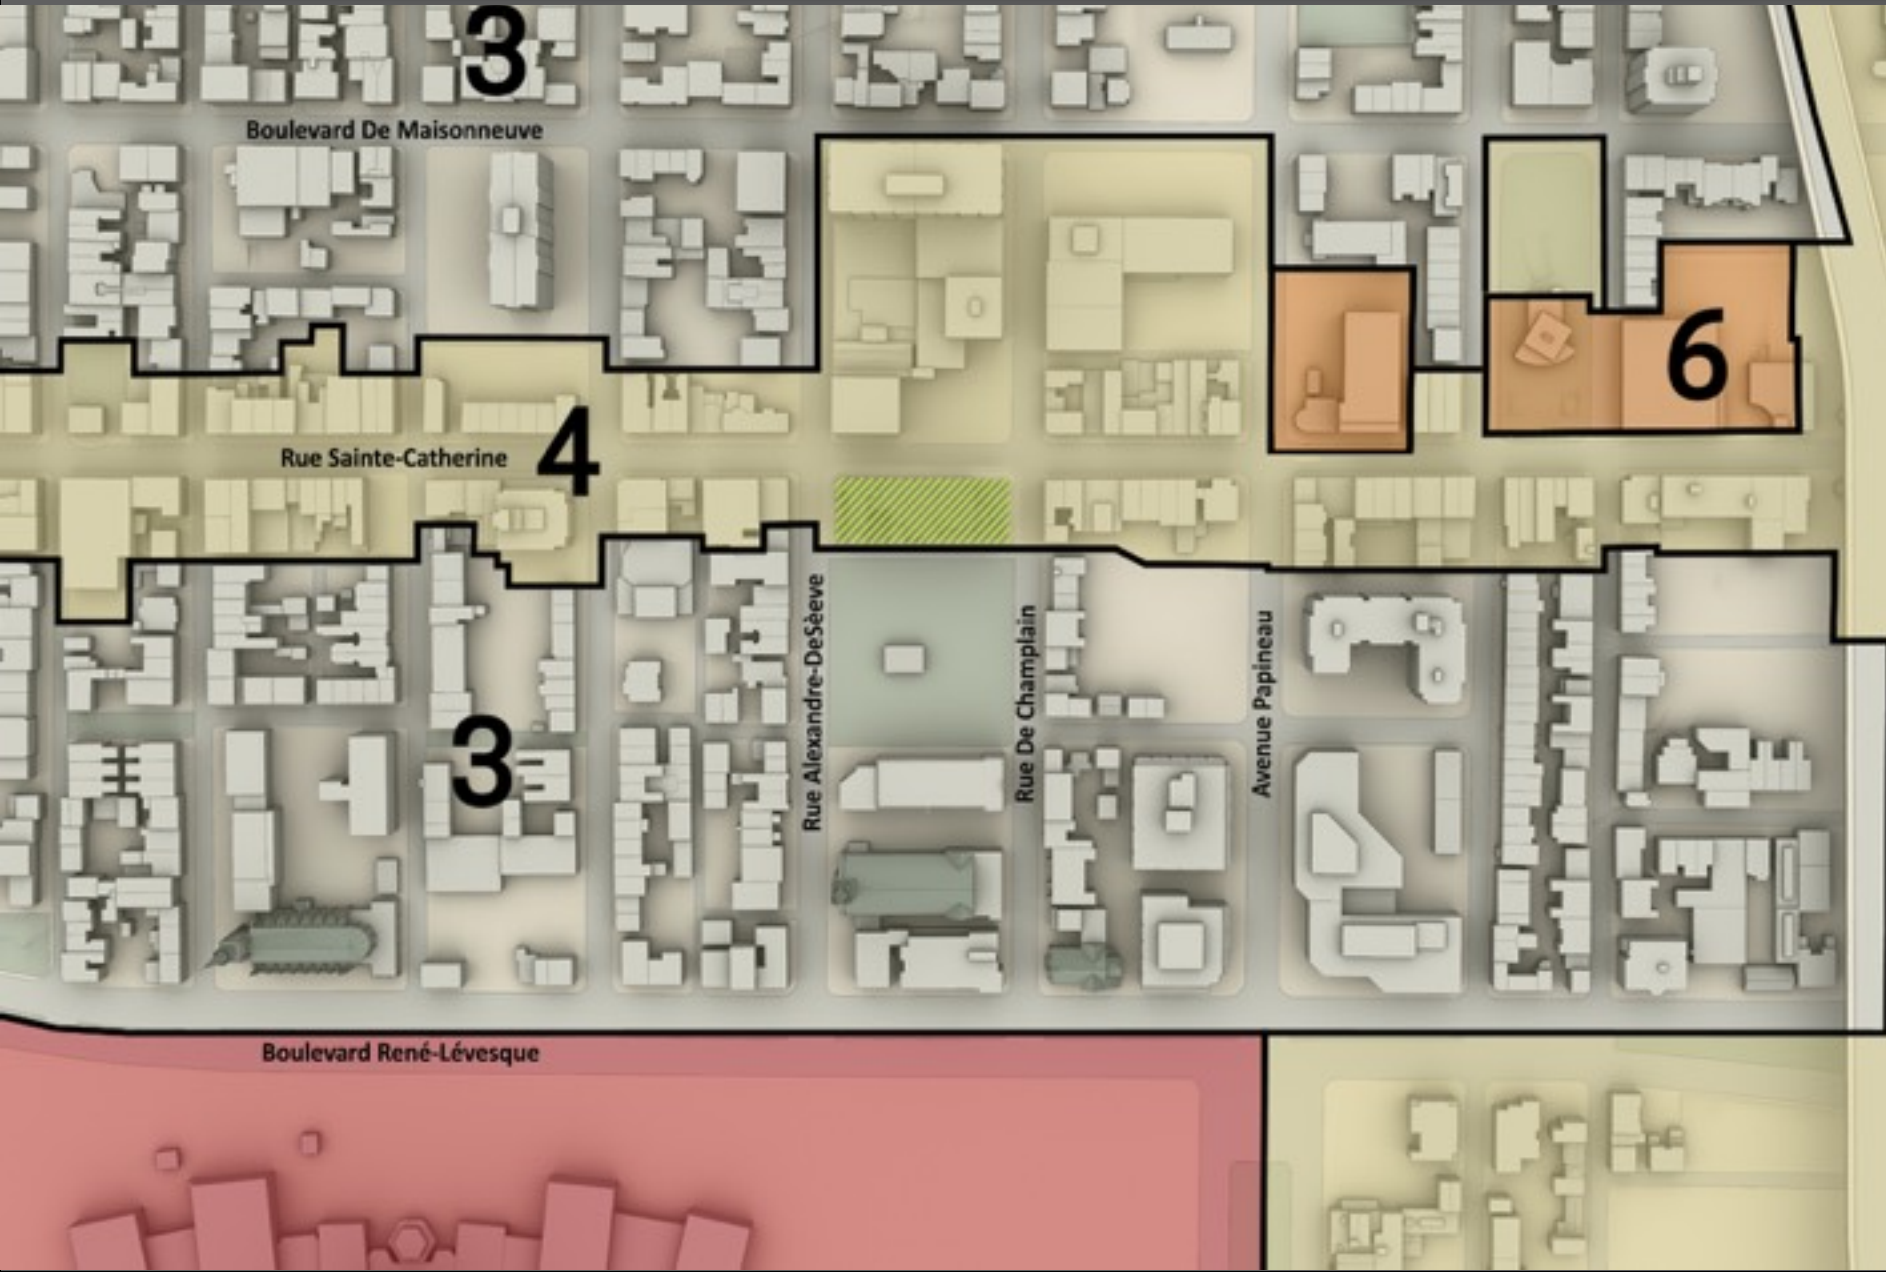 3
Boulevard De Maisonneuve
6
4
Rue Sainte-Catherine
Rue Alexandre-DeSèeve
Rue De Champlain
Avenue Papineau
3
Boulevard René-Lévesque